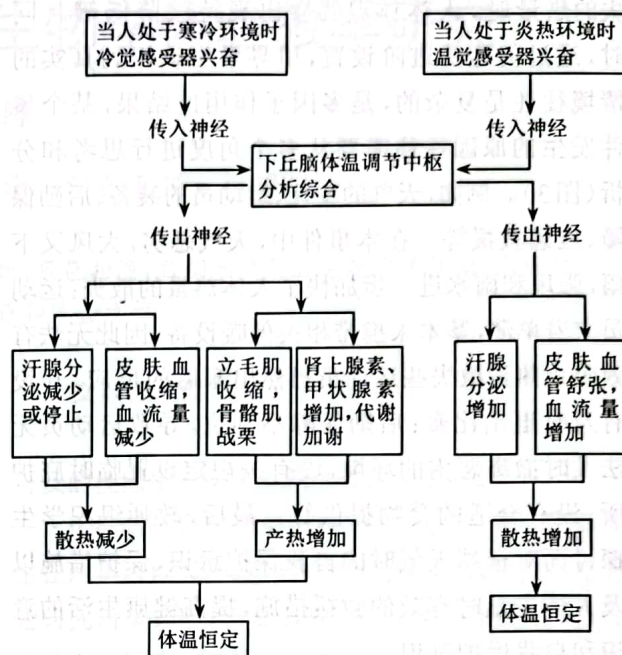 当人处于寒冷环境时
冷觉感受器兴奋
当人处于炎热环境时
温觉感受器兴奋
传入神经
传入神经
下丘脑体温调节中枢
分析综合
传出神经
传出神经
汗腺分
泌减少
或停止
皮肤血
管收缩,
血流量
减少
立毛肌
收缩,
骨骼肌
战栗
肾上腺素、
甲状腺素
增加,代谢
加谢
汗腺
分泌
增加
皮肤血
管舒张,
血流量
增加
散热减少
产热增加
散热增加
体温恒定
体温恒定